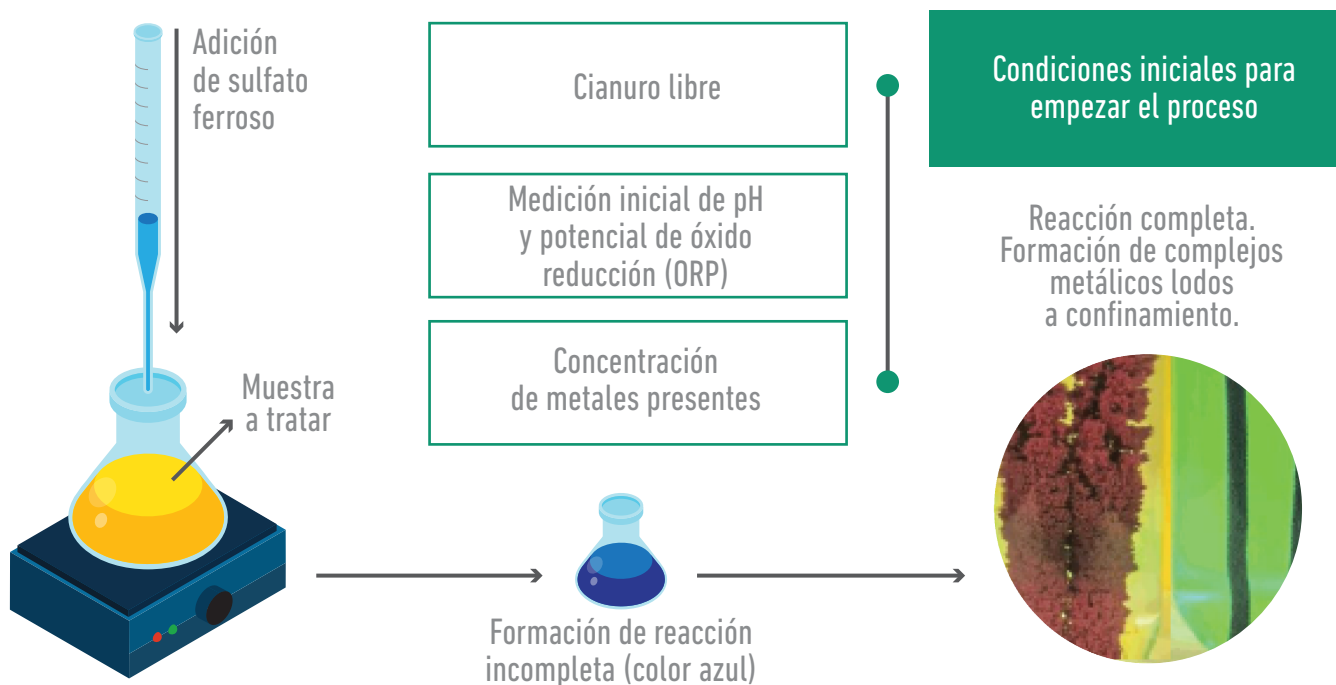 Adición
de sulfato
ferroso
Muestra
a tratar
Cianuro libre
Medición inicial de pH
y potencial de óxido
reducción (ORP)
Concentración
de metales presentes
Condiciones iniciales para
empezar el proceso
Formación de reacción
incompleta (color azul)
Reacción completa.
Formación de complejos
metálicos lodos
a confinamiento.